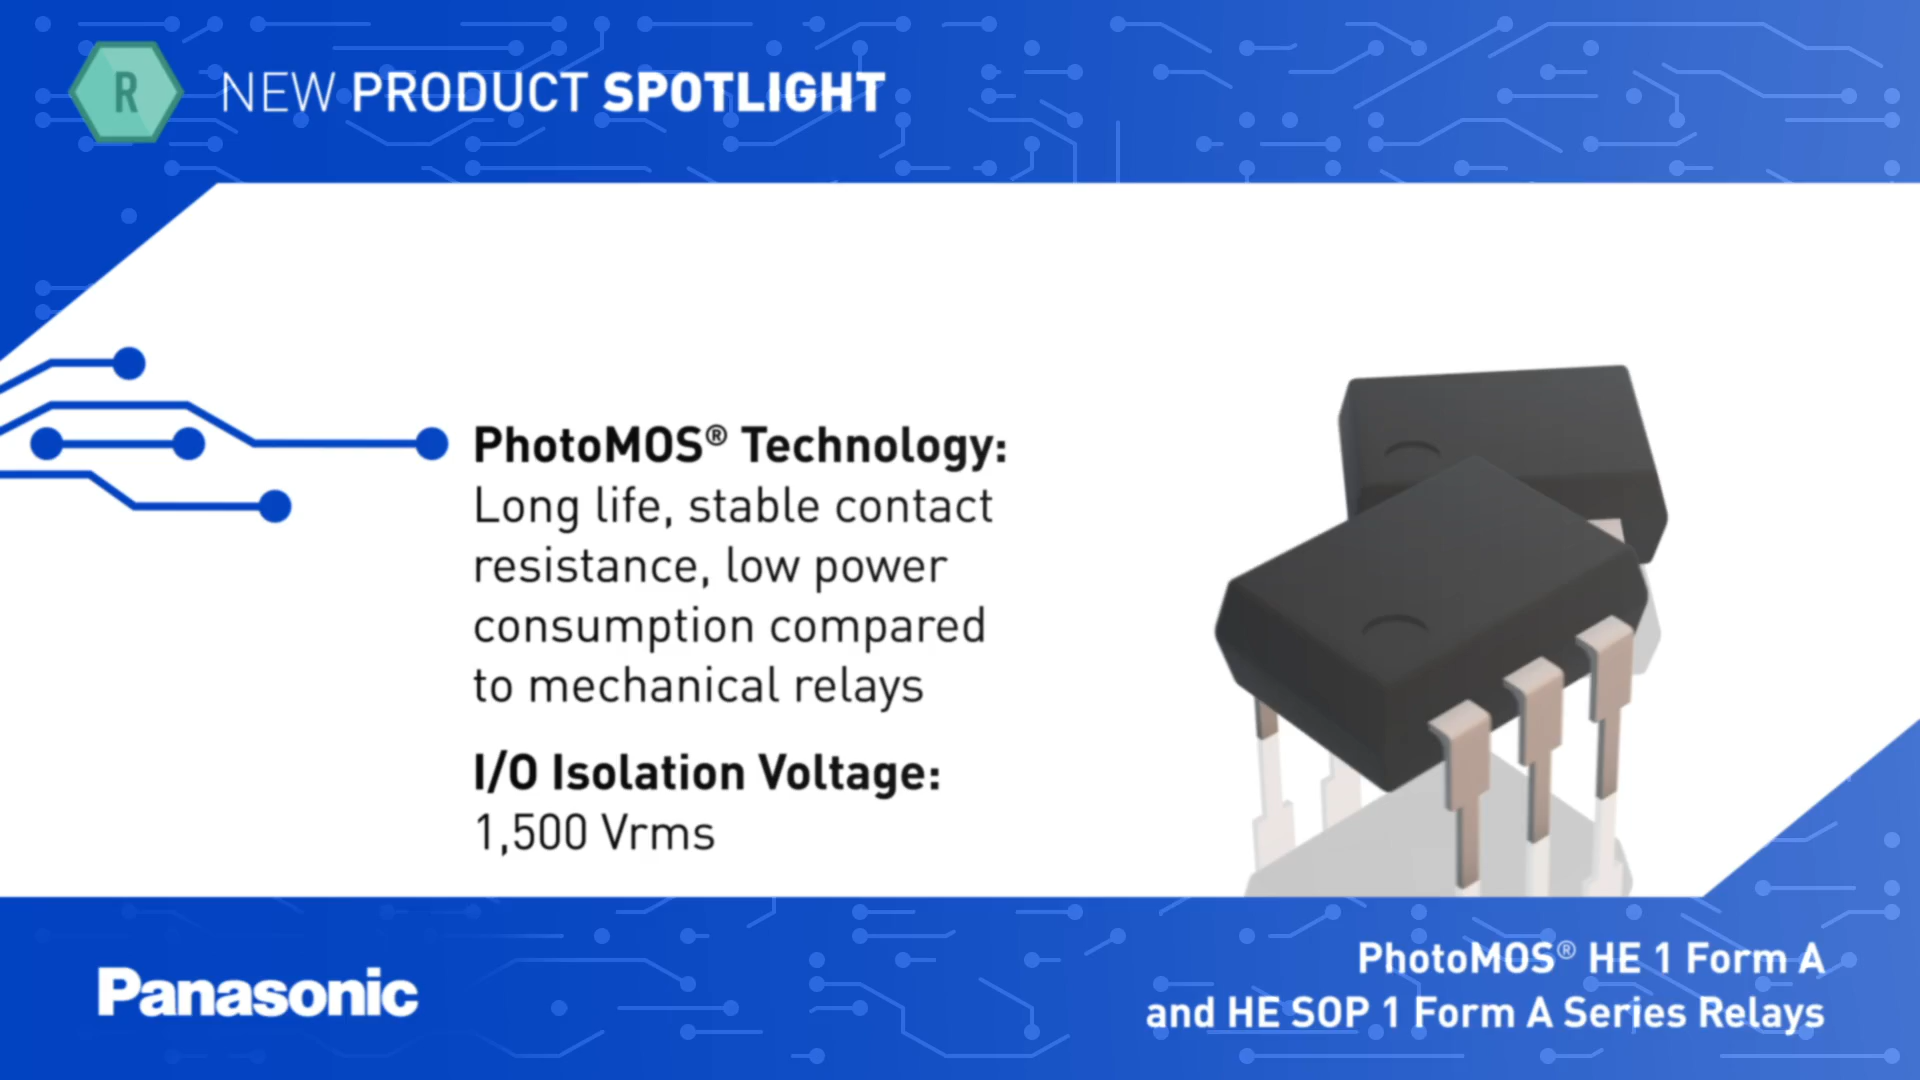 R
NEW PRODUCT SPOTLIGHT
PhotoMOS® Technology:
Long life, stable contact
resistance, low power
consumption compared
to mechanical relays
I/O Isolation Voltage:
1,500 Vrms
Panasonic
PhotoMOS® HE 1 Form A
and HE SOP 1 Form A Series Relays